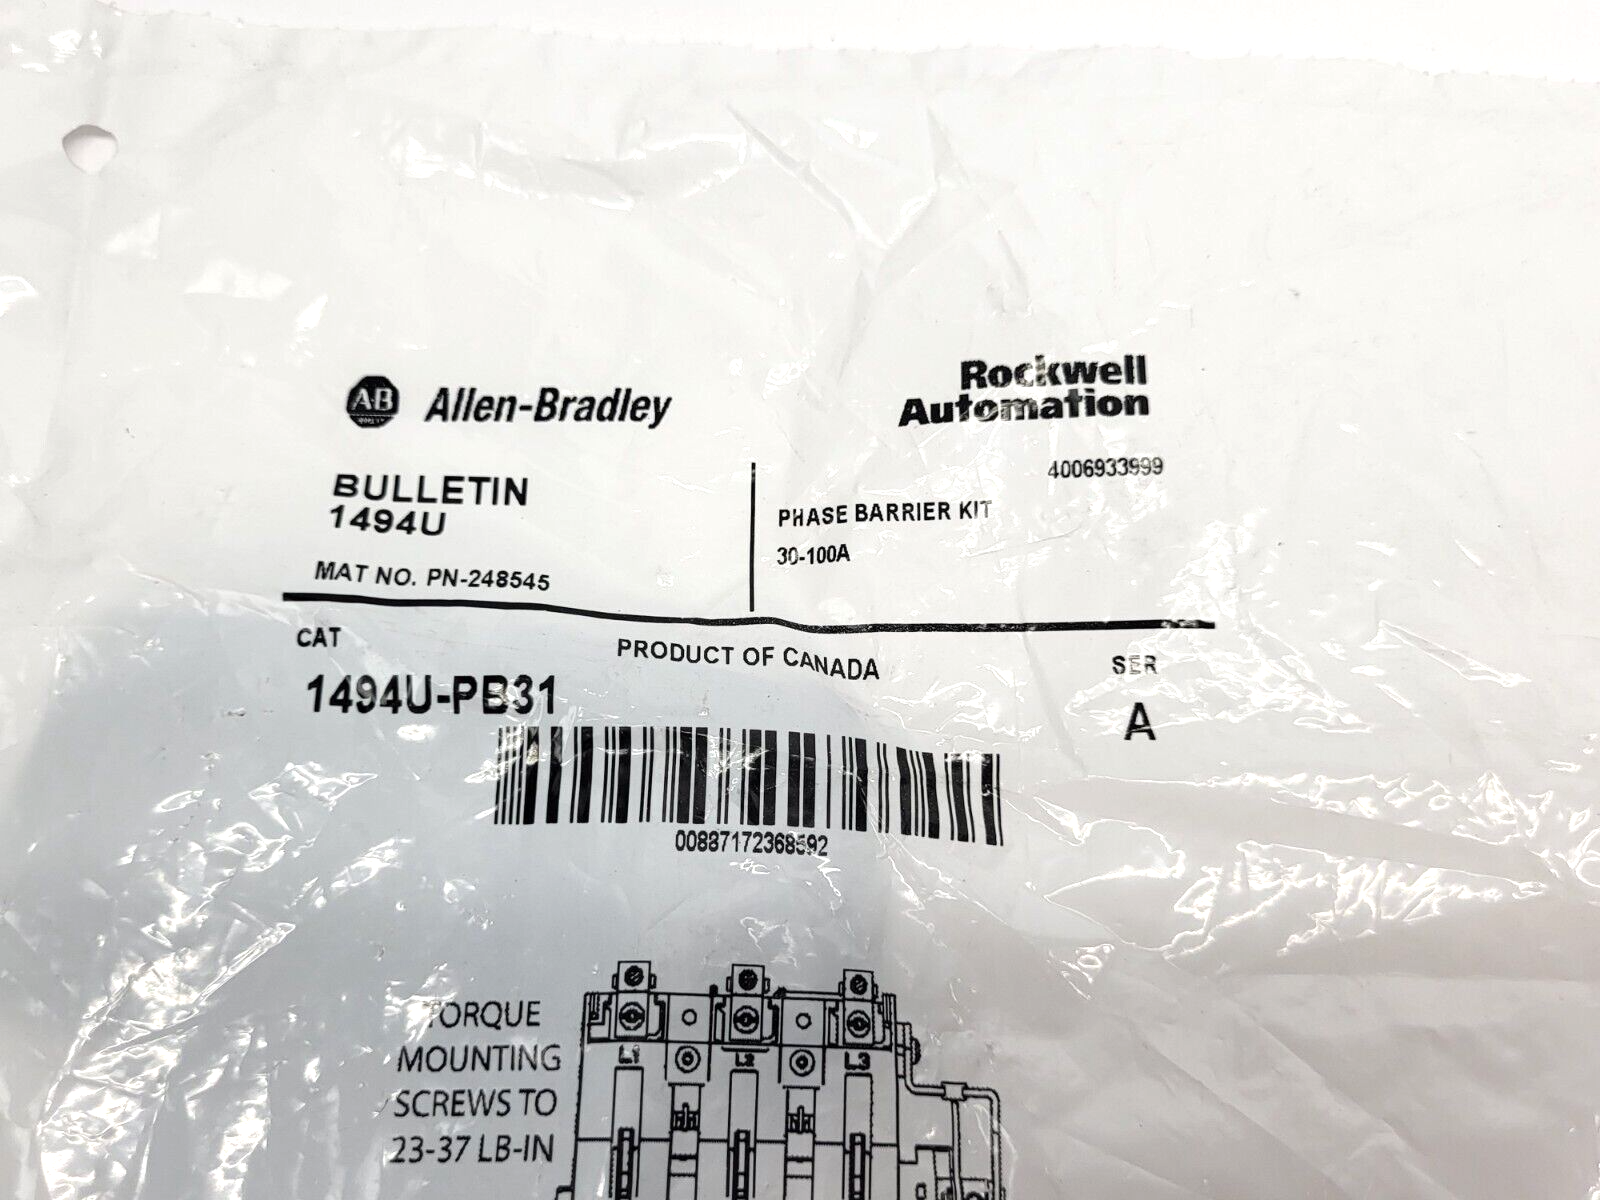 AB
Allen-Bradley
Rockwell
Automation
4006933999
BULLETIN
1494U
MAT NO. PN-248545
PHASE BARRIER KIT
30-100A
CAT
PRODUCT OF CANADA
SER
1494U-PB31
A
00887172368592
TORQUE
MOUNTING
SCREWS TO
23-37 LB-IN
L1 L2 L3